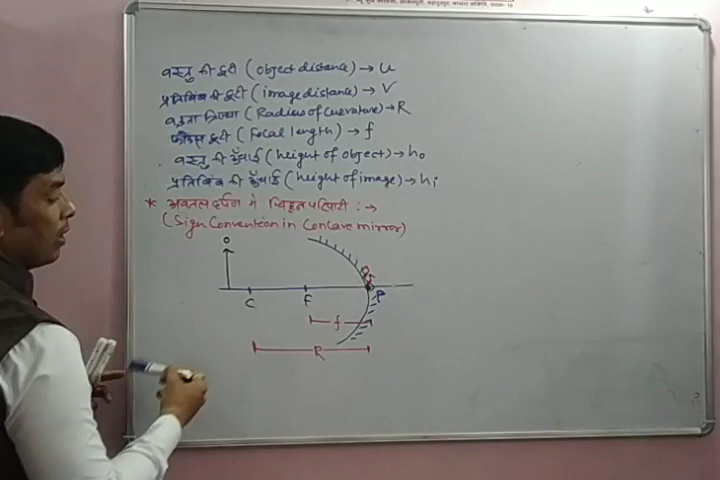 वस्तु की दूरी (object distance) → u
प्रतिबिंब की दूरी (image distance) → V
वक्रता त्रिज्या (Radius of Curvature) → R
फोकस दूरी (Focal length) → f
वस्तु की ऊँचाई (height of object) → ho
प्रतिबिंब की ऊँचाई (height of image) → hi
* अवतल दर्पण में चिह्न परिपाटी : →
(Sign Convention in Concave mirror)
O
C F P
f
R